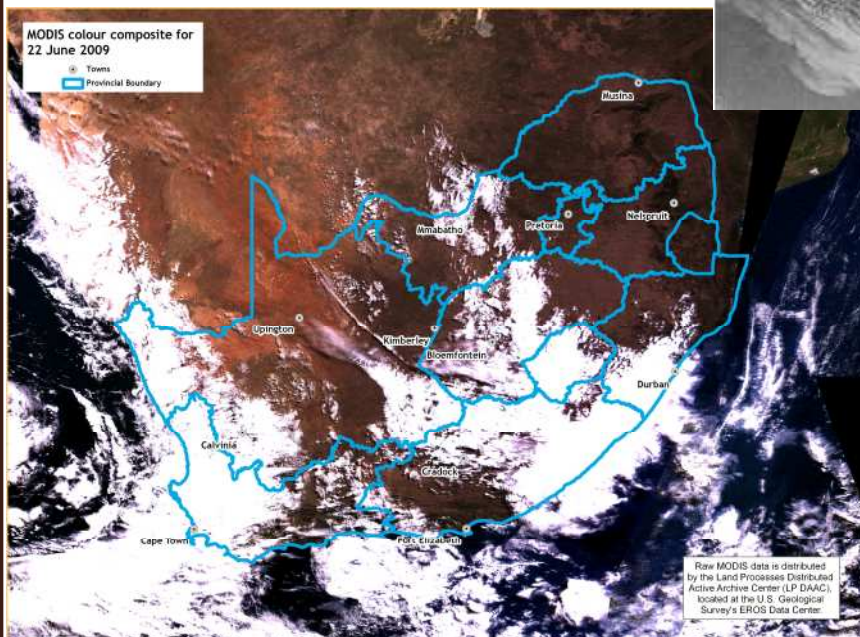 MODIS colour composite for
22 June 2009
Towns
Provincial Boundary
Musina
Nelspruit
Pretoria
Mmabatho
Upington
Kimberley
Bloemfontein
Durban
Calvinia
Cradock
Cape Town
Port Elizabeth
Raw MODIS data is distributed
by the Land Processes Distributed
Active Archive Center (LP DAAC),
located at the U.S. Geological
Survey's EROS Data Center.